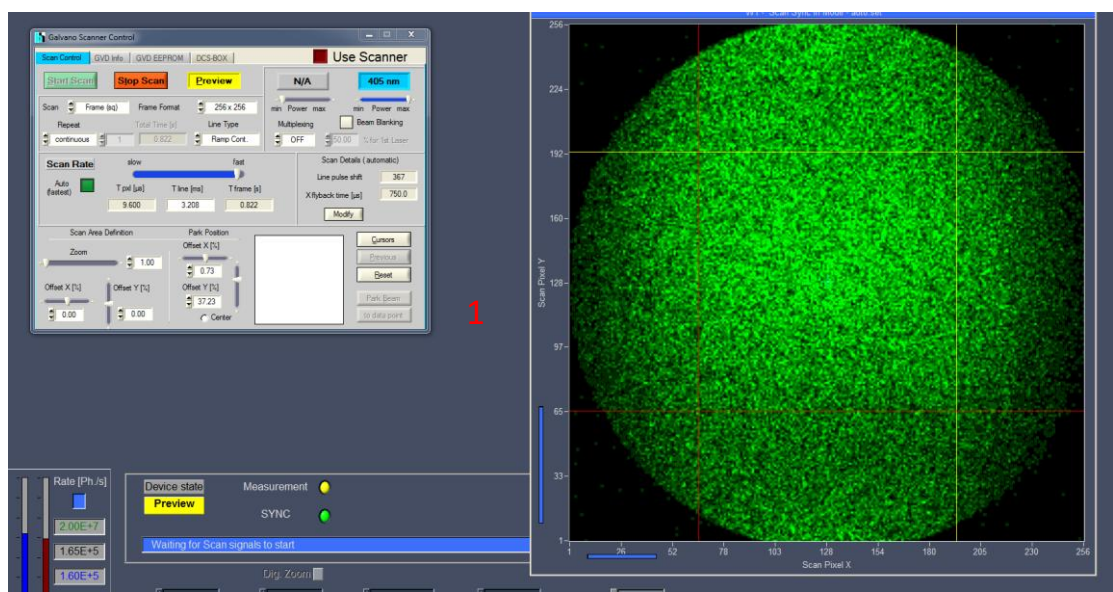 Galvano Scanner Control
Scan Control GVD Info GVD EEPROM DCS-BOX Use Scanner
Start Scan Stop Scan Preview N/A 405 nm
min Power max min Power max
Scan Frame (sq) Frame Format 256 x 256
Multiplexing Beam Blanking
Repeat Total Time [s] Line Type
continuous 1 0.822 Ramp Cont. OFF 50.00 % for 1st Laser
Scan Rate slow fast
Scan Details ( automatic)
Auto (fastest)
Line pulse shift 367
T pxl [µs] T line [ms] T frame [s]
X flyback time [µs] 750.0
9.600 3.208 0.822
Modify
Scan Area Definition Park Position
Zoom 1.00
Offset X [%]
0.73
Offset X [%] Offset Y [%] Offset Y [%]
37.23
0.00 0.00 Center
Cursors
Previous
Reset
Park Beam
to data point
1
Scan Sync In Mode - auto.set
256-
224-
192-
160-
128-
97-
65-
33-
1-
Scan Pixel Y
1 26 52 78 103 128 154 180 205 230 256
Scan Pixel X
Rate [Ph./s]
2.00E+7
1.65E+5
1.60E+5
Device state Measurement
Preview
SYNC
Waiting for Scan signals to start
Dig. Zoom